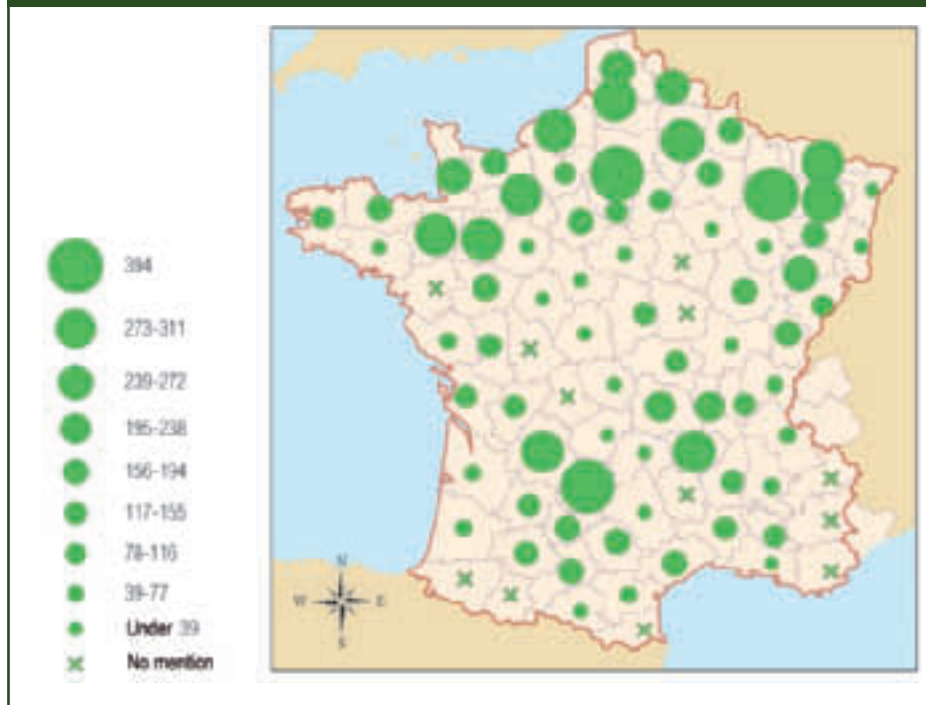 394
273-311
239-272
195-238
156-194
117-155
78-116
39-77
Under 39
No mention
N
W E
S